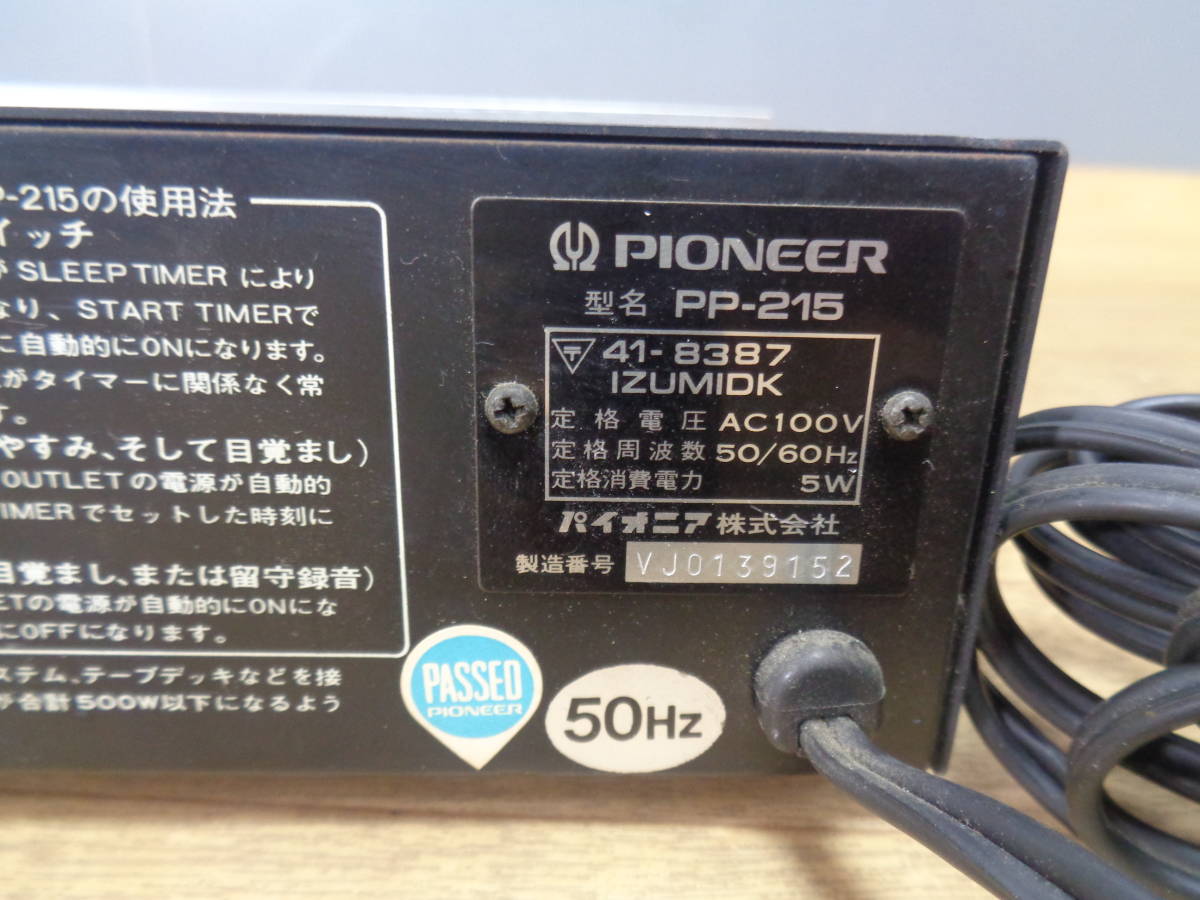 P-215の使用法
イッチ
が SLEEP TIMER により
なり、START TIMERで
に自動的にONになります。
がタイマーに関係なく常
す。
やすみ、そして目覚まし)
OUTLETの電源が自動的
TIMERでセットした時刻に
目覚まし、または留守録音)
ETの電源が自動的にONにな
にOFFになります。
ステム、テープデッキなどを接
が合計500W以下になるよう
PIONEER
型名 PP-215
〒 41-8387
IZUMIDK
定格電圧 AC100V
定格周波数 50/60Hz
定格消費電力 5W
パイオニア株式会社
製造番号 VJ0139152
PASSED
PIONEER
50Hz